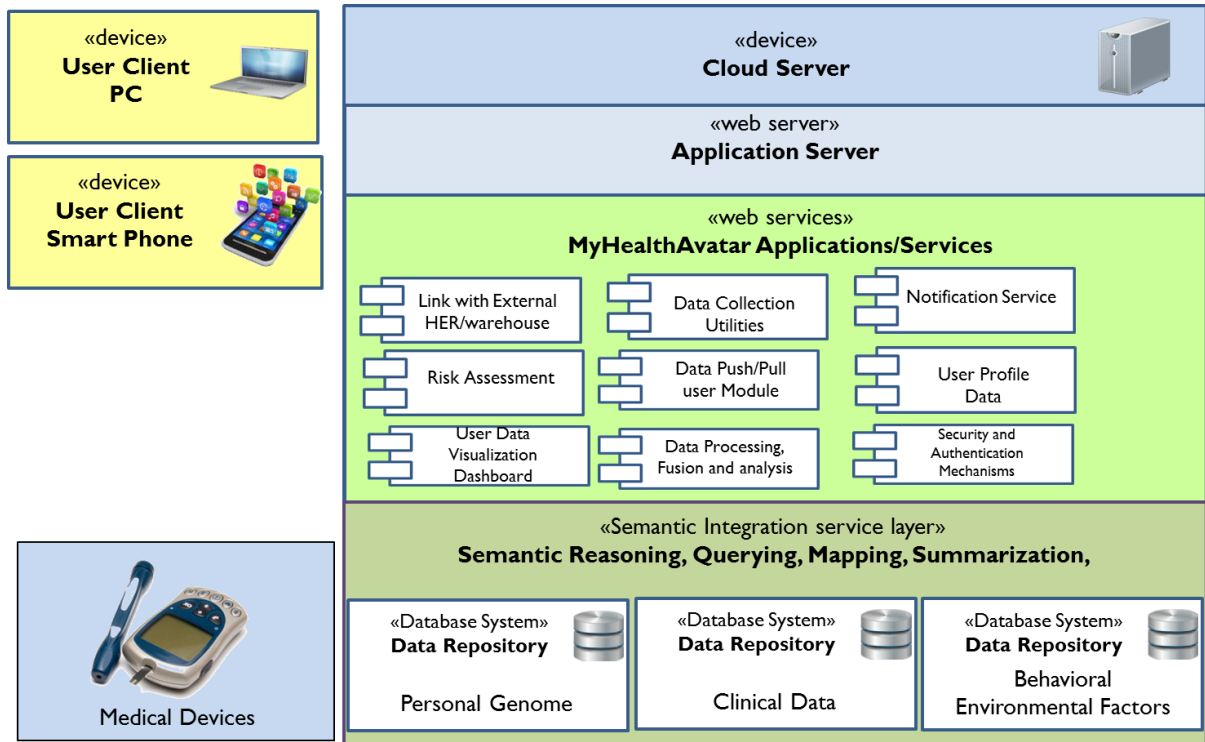 «device»
User Client
PC
«device»
User Client
Smart Phone
Medical Devices
«device»
Cloud Server
«web server»
Application Server
«web services»
MyHealthAvatar Applications/Services
Link with External
HER/warehouse
Data Collection
Utilities
Notification Service
Risk Assessment
Data Push/Pull
user Module
User Profile
Data
User Data
Visualization
Dashboard
Data Processing,
Fusion and analysis
Security and
Authentication
Mechanisms
«Semantic Integration service layer»
Semantic Reasoning, Querying, Mapping, Summarization,
«Database System»
Data Repository
Personal Genome
«Database System»
Data Repository
Clinical Data
«Database System»
Data Repository
Behavioral
Environmental Factors